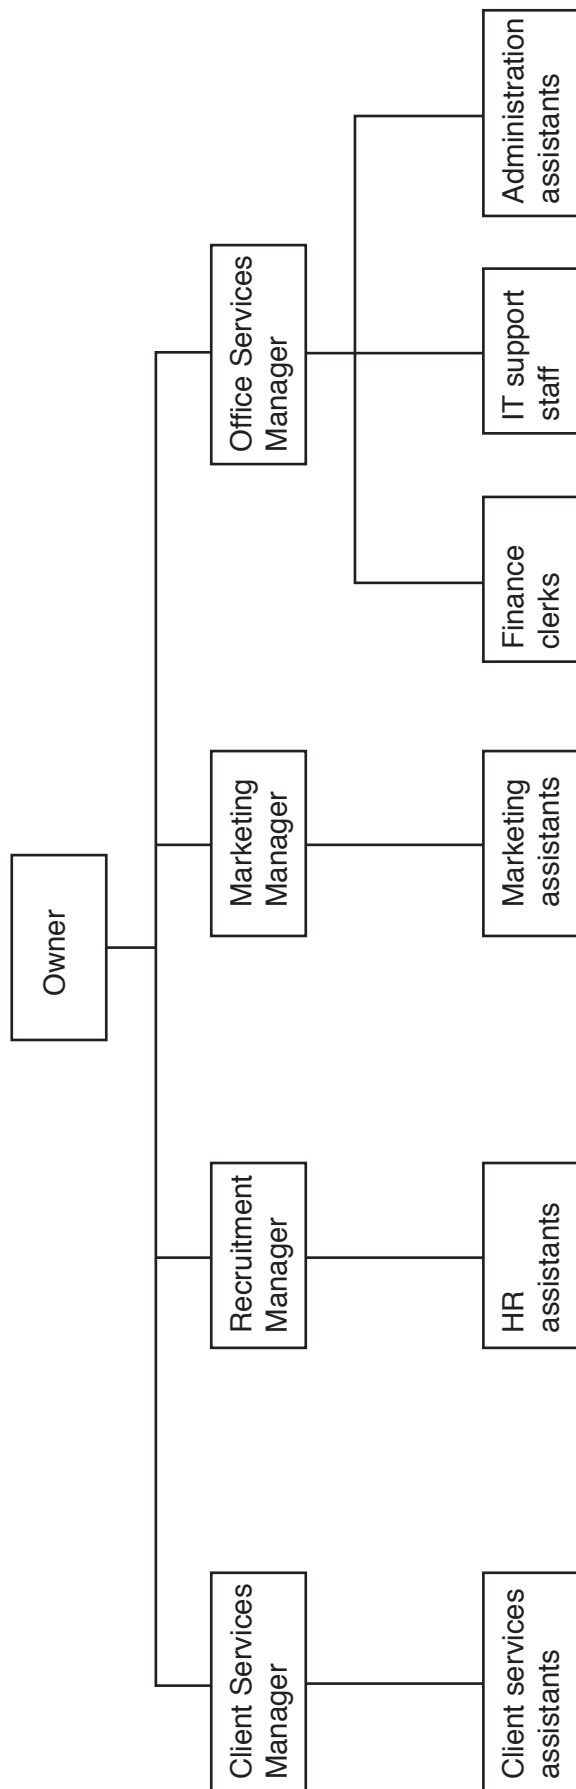 Owner
Client Services
Manager
Recruitment
Manager
Marketing
Manager
Office Services
Manager
Client services
assistants
HR
assistants
Marketing
assistants
Finance
clerks
IT support
staff
Administration
assistants